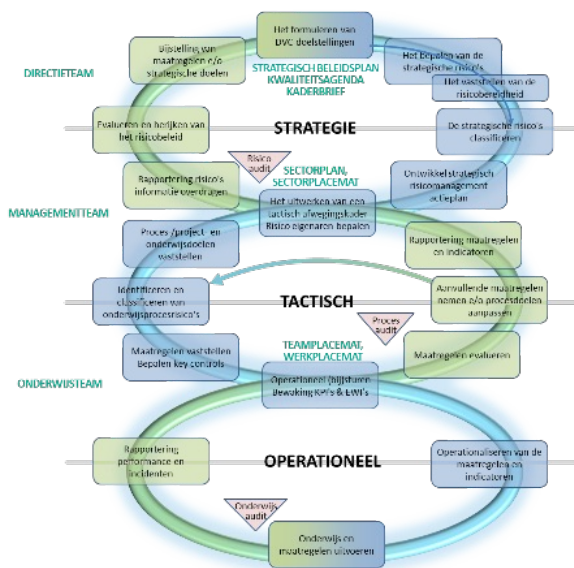 Het formuleren van
DVC doelstellingen
Bijstelling van
maatregelen e/o
strategische doelen
Het bepalen van de
strategische risico's
DIRECTIETEAM
STRATEGISCH BELEIDSPLAN
KWALITEITSAGENDA
KADERBRIEF
Het vaststellen van de
risicobereidheid
Evalueren en herijken van
het risicobeleid
STRATEGIE
De strategische risico's
classificeren
Risico
audit
Rapportering risico's
informatie overdragen
SECTORPLAN,
SECTORPLACEMAT
Ontwikkel strategisch
risicomanagement
actieplan
MANAGEMENTTEAM
Het uitwerken van een
tactisch afwegingskader
Risico eigenaren bepalen
Proces /project- en
onderwijsdoelen
vaststellen
Rapportering maatregelen
en indicatoren
Identificeren en
classificeren van
onderwijsprocesrisico's
TACTISCH
Aanvullende maatregelen
nemen e/o procesdoelen
aanpassen
Proces
audit
Maatregelen vaststellen
Bepalen key controls
TEAMPLACEMAT,
WERKPLACEMAT
Maatregelen evalueren
ONDERWIJSTEAM
Operationeel (bij)sturen
Bewaking KPI's & EWI's
Rapportering
performance en
incidenten
OPERATIONEEL
Operationaliseren van de
maatregelen en
indicatoren
Onderwijs
audit
Onderwijs en
maatregelen uitvoeren